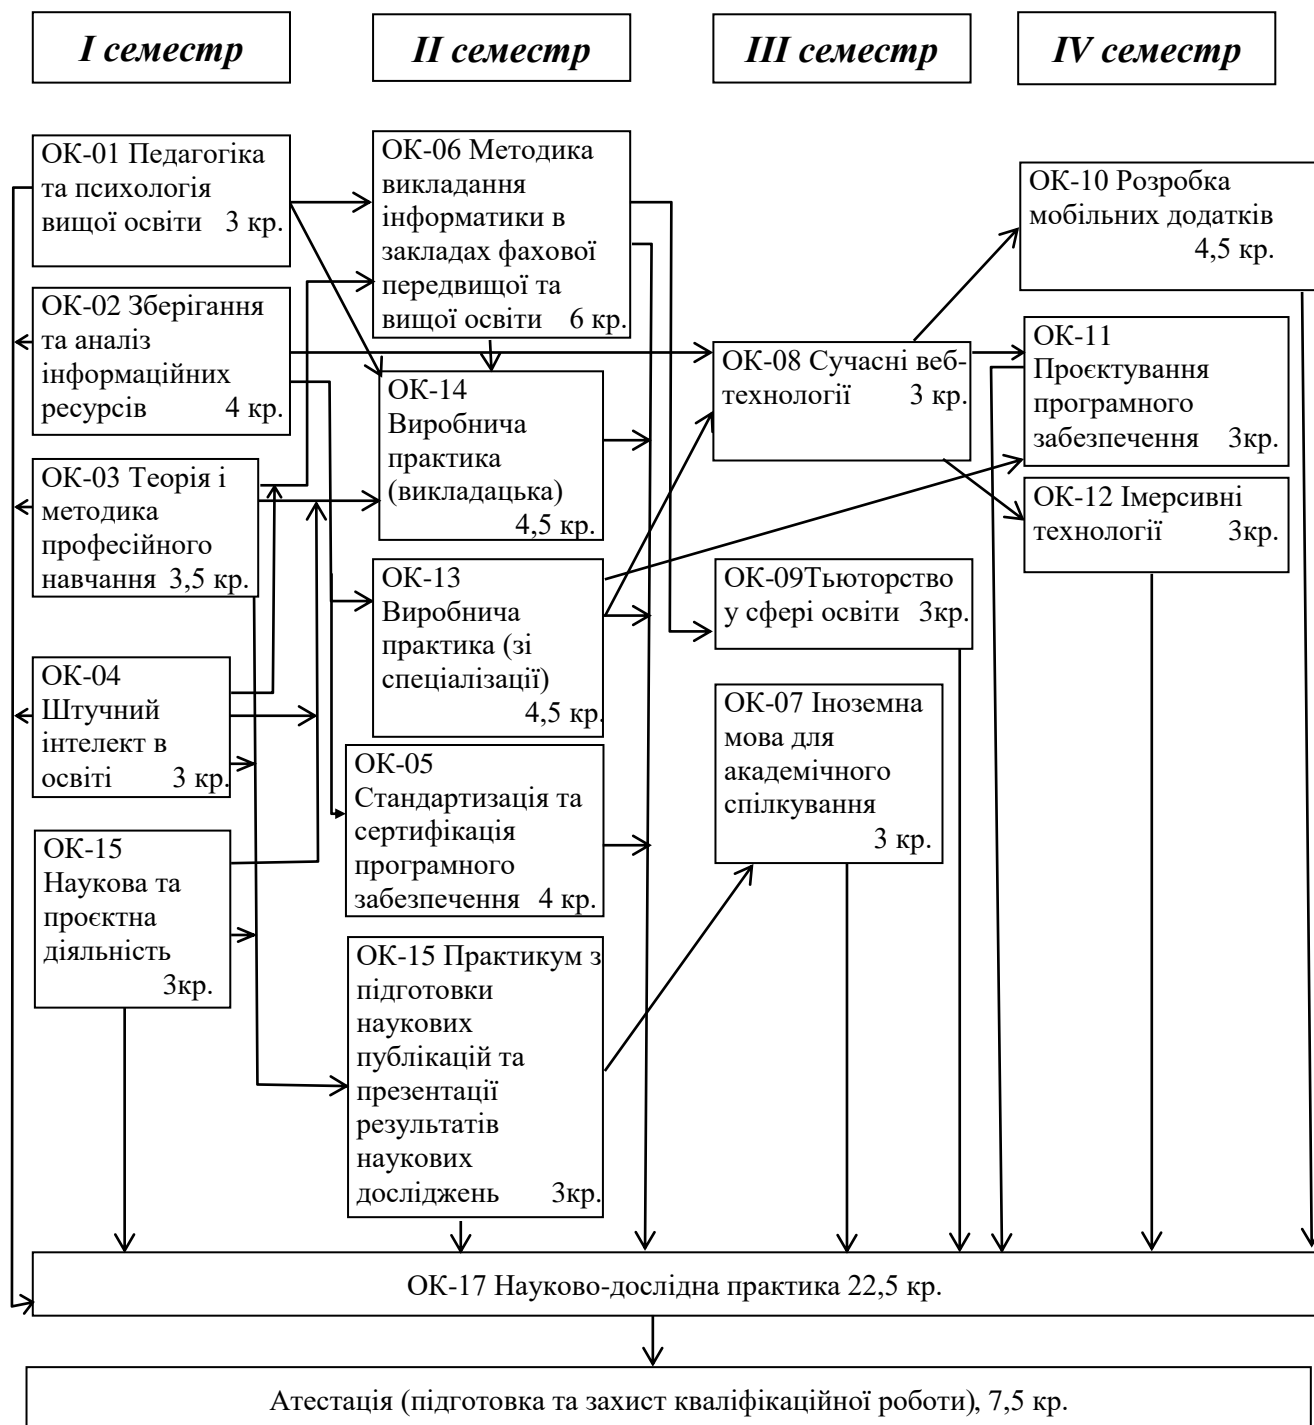 I семестр
II семестр
III семестр
IV семестр
ОК-01 Педагогіка
та психологія
вищої освіти 3 кр.
ОК-02 Зберігання
та аналіз
інформаційних
ресурсів 4 кр.
ОК-03 Теорія і
методика
професійного
навчання 3,5 кр.
ОК-04
Штучний
інтелект в
освіті 3 кр.
ОК-15
Наукова та
проєктна
діяльність
3кр.
ОК-06 Методика
викладання
інформатики в
закладах фахової
передвищої та
вищої освіти 6 кр.
ОК-14
Виробнича
практика
(викладацька)
4,5 кр.
ОК-13
Виробнича
практика (зі
спеціалізації)
4,5 кр.
ОК-05
Стандартизація та
сертифікація
програмного
забезпечення 4 кр.
ОК-15 Практикум з
підготовки
наукових
публікацій та
презентації
результатів
наукових
досліджень 3кр.
ОК-08 Сучасні веб-
технології 3 кр.
ОК-09Тьюторство
у сфері освіти 3кр.
ОК-07 Іноземна
мова для
академічного
спілкування
3 кр.
ОК-10 Розробка
мобільних додатків
4,5 кр.
ОК-11
Проєктування
програмного
забезпечення 3кр.
ОК-12 Імерсивні
технології 3кр.
ОК-17 Науково-дослідна практика 22,5 кр.
Атестація (підготовка та захист кваліфікаційної роботи), 7,5 кр.